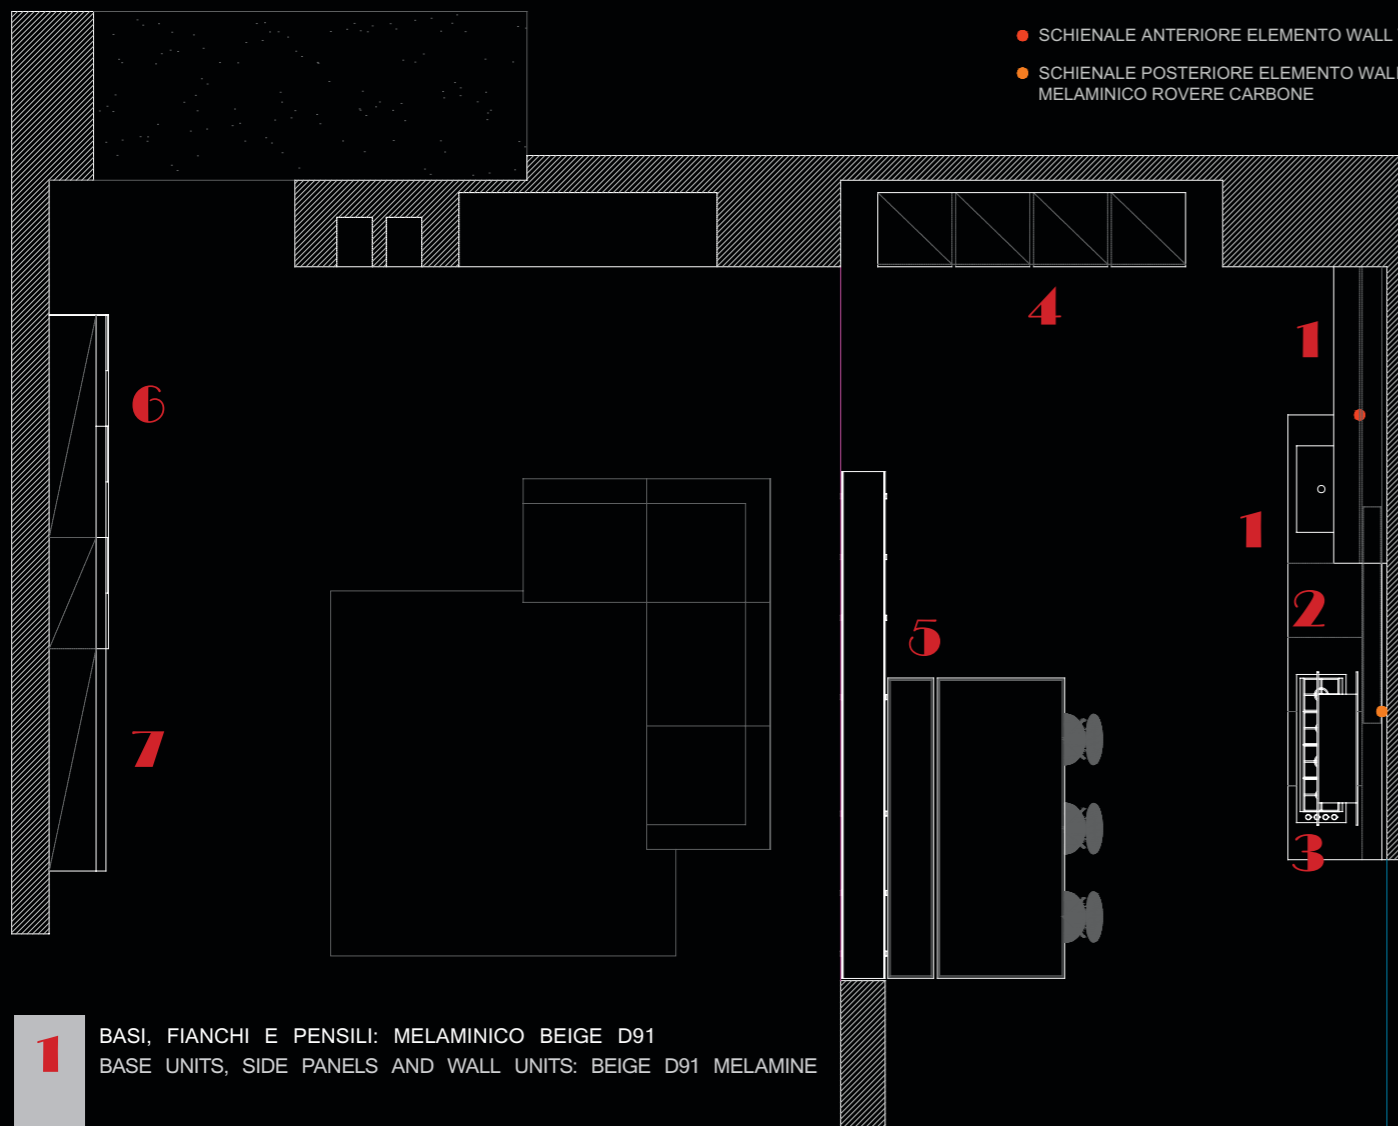 SCHIENALE ANTERIORE ELEMENTO WALL
SCHIENALE POSTERIORE ELEMENTO WALL
MELAMINICO ROVERE CARBONE
4
1
6
1
2
5
7
3
1
BASI, FIANCHI E PENSILI: MELAMINICO BEIGE D91
BASE UNITS, SIDE PANELS AND WALL UNITS: BEIGE D91 MELAMINE